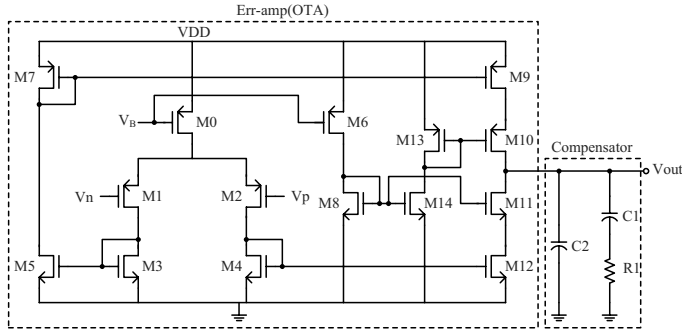 Err-amp(OTA)
VDD
M7
M9
V_B
M0
M6
M13
M10
Compensator
Vout
Vn
M1
M2
Vp
M8
M14
M11
C1
C2
M5
M3
M4
M12
R1